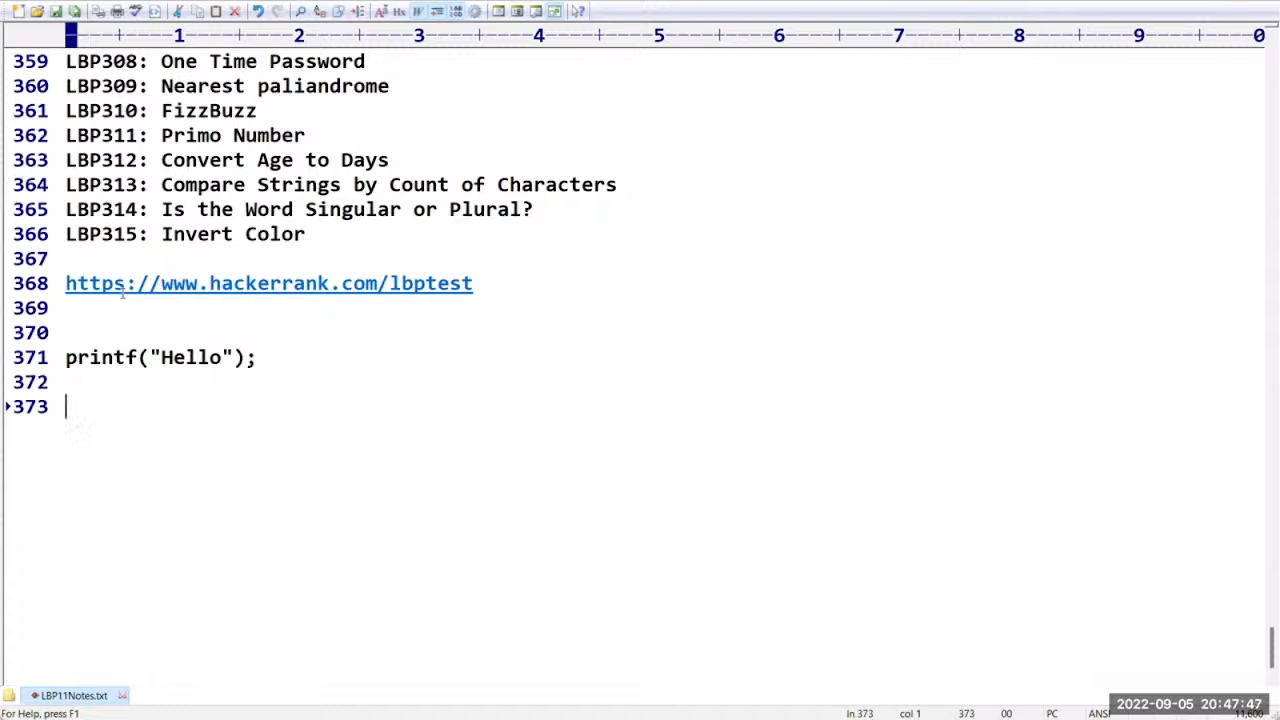 ----+----1----+----2----+----3----+----4----+----5----+----6----+----7----+----8----+----9----+----0
359 LBP308: One Time Password
360 LBP309: Nearest paliandrome
361 LBP310: FizzBuzz
362 LBP311: Primo Number
363 LBP312: Convert Age to Days
364 LBP313: Compare Strings by Count of Characters
365 LBP314: Is the Word Singular or Plural?
366 LBP315: Invert Color
367
368 https://www.hackerrank.com/lbptest
369
370
371 printf("Hello");
372
373
LBP11Notes.txt
For Help, press F1 ln 373 col 1 373 00 PC ANSI
2022-09-05 20:47:47